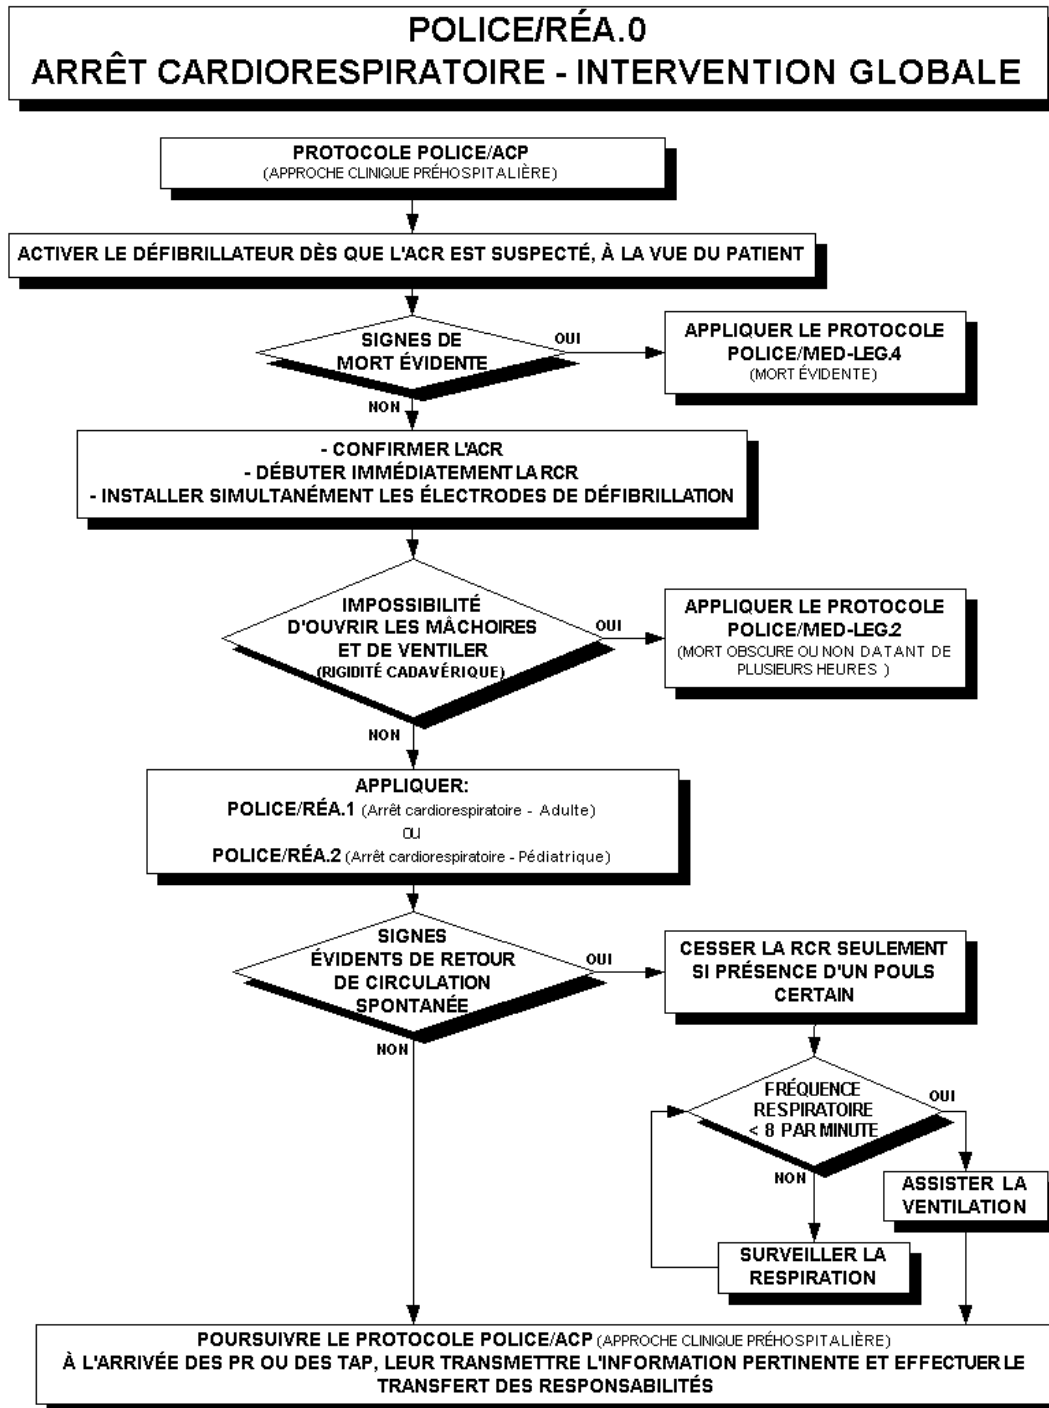 POLICE/RÉA.0
ARRÊT CARDIORESPIRATOIRE - INTERVENTION GLOBALE
PROTOCOLE POLICE/ACP
(APPROCHE CLINIQUE PRÉHOSPITALIÈRE)
ACTIVER LE DÉFIBRILLATEUR DÈS QUE L'ACR EST SUSPECTÉ, À LA VUE DU PATIENT
SIGNES DE
MORT ÉVIDENTE
OUI
APPLIQUER LE PROTOCOLE
POLICE/MED-LEG.4
(MORT ÉVIDENTE)
NON
- CONFIRMER L'ACR
- DÉBUTER IMMÉDIATEMENT LA RCR
- INSTALLER SIMULTANÉMENT LES ÉLECTRODES DE DÉFIBRILLATION
IMPOSSIBILITÉ
D'OUVRIR LES MÂCHOIRES
ET DE VENTILER
(RIGIDITÉ CADAVÉRIQUE)
OUI
APPLIQUER LE PROTOCOLE
POLICE/MED-LEG.2
(MORT OBSCURE OU NON DATANT DE
PLUSIEURS HEURES )
NON
APPLIQUER:
POLICE/RÉA.1 (Arrêt cardiorespiratoire - Adulte)
OU
POLICE/RÉA.2 (Arrêt cardiorespiratoire - Pédiatrique)
SIGNES
ÉVIDENTS DE RETOUR
DE CIRCULATION
SPONTANÉE
OUI
CESSER LA RCR SEULEMENT
SI PRÉSENCE D'UN POULS
CERTAIN
NON
FRÉQUENCE
RESPIRATOIRE
< 8 PAR MINUTE
OUI
NON
ASSISTER LA
VENTILATION
SURVEILLER LA
RESPIRATION
POURSUIVRE LE PROTOCOLE POLICE/ACP (APPROCHE CLINIQUE PRÉHOSPITALIÈRE)
À L'ARRIVÉE DES PR OU DES TAP, LEUR TRANSMETTRE L'INFORMATION PERTINENTE ET EFFECTUER LE
TRANSFERT DES RESPONSABILITÉS